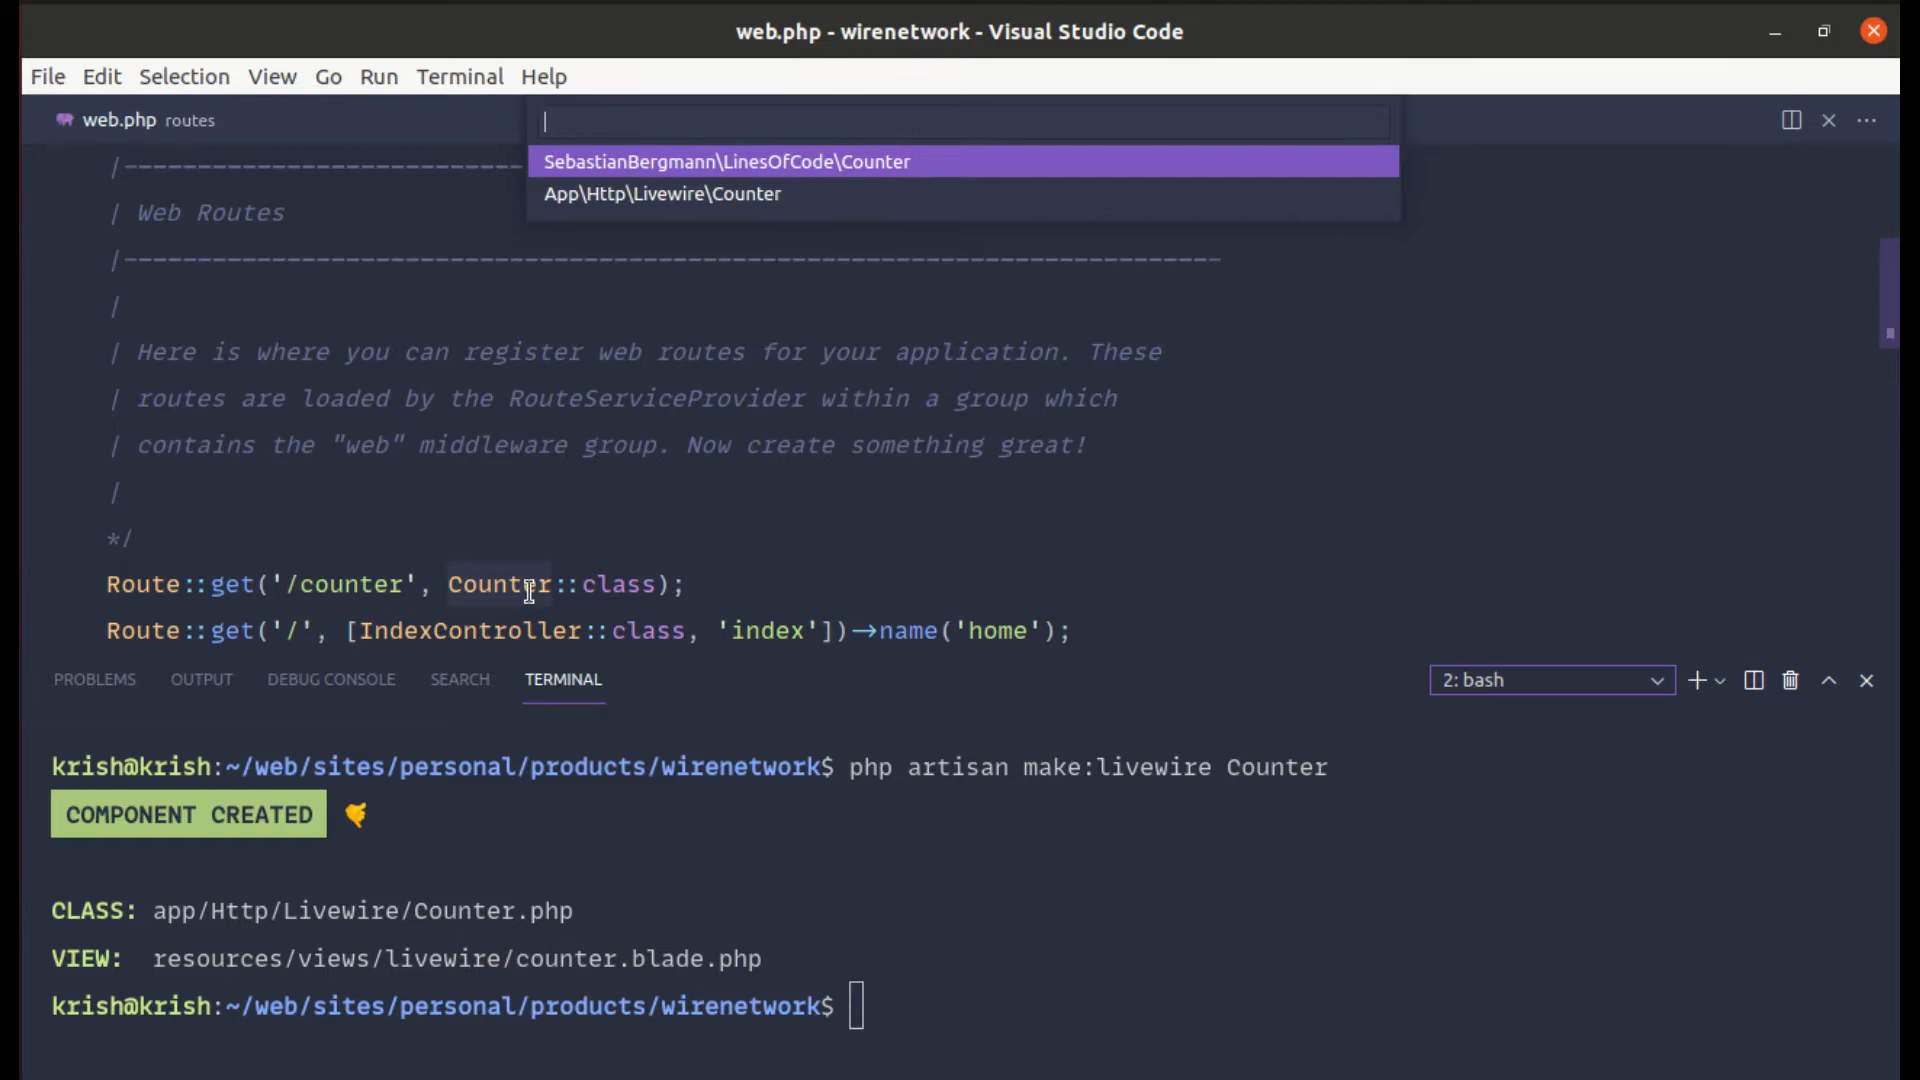 web.php - wirenetwork - Visual Studio Code
File Edit Selection View Go Run Terminal Help
web.php routes
SebastianBergmann\LinesOfCode\Counter
App\Http\Livewire\Counter
|---------------------------
| Web Routes
|--------------------------------------------------------------------------
|
| Here is where you can register web routes for your application. These
| routes are loaded by the RouteServiceProvider within a group which
| contains the "web" middleware group. Now create something great!
|
*/
Route::get('/counter', Counter::class);
Route::get('/', [IndexController::class, 'index'])->name('home');
PROBLEMS OUTPUT DEBUG CONSOLE SEARCH TERMINAL 2: bash
krish@krish:~/web/sites/personal/products/wirenetwork$ php artisan make:livewire Counter
COMPONENT CREATED 🤙
CLASS: app/Http/Livewire/Counter.php
VIEW: resources/views/livewire/counter.blade.php
krish@krish:~/web/sites/personal/products/wirenetwork$